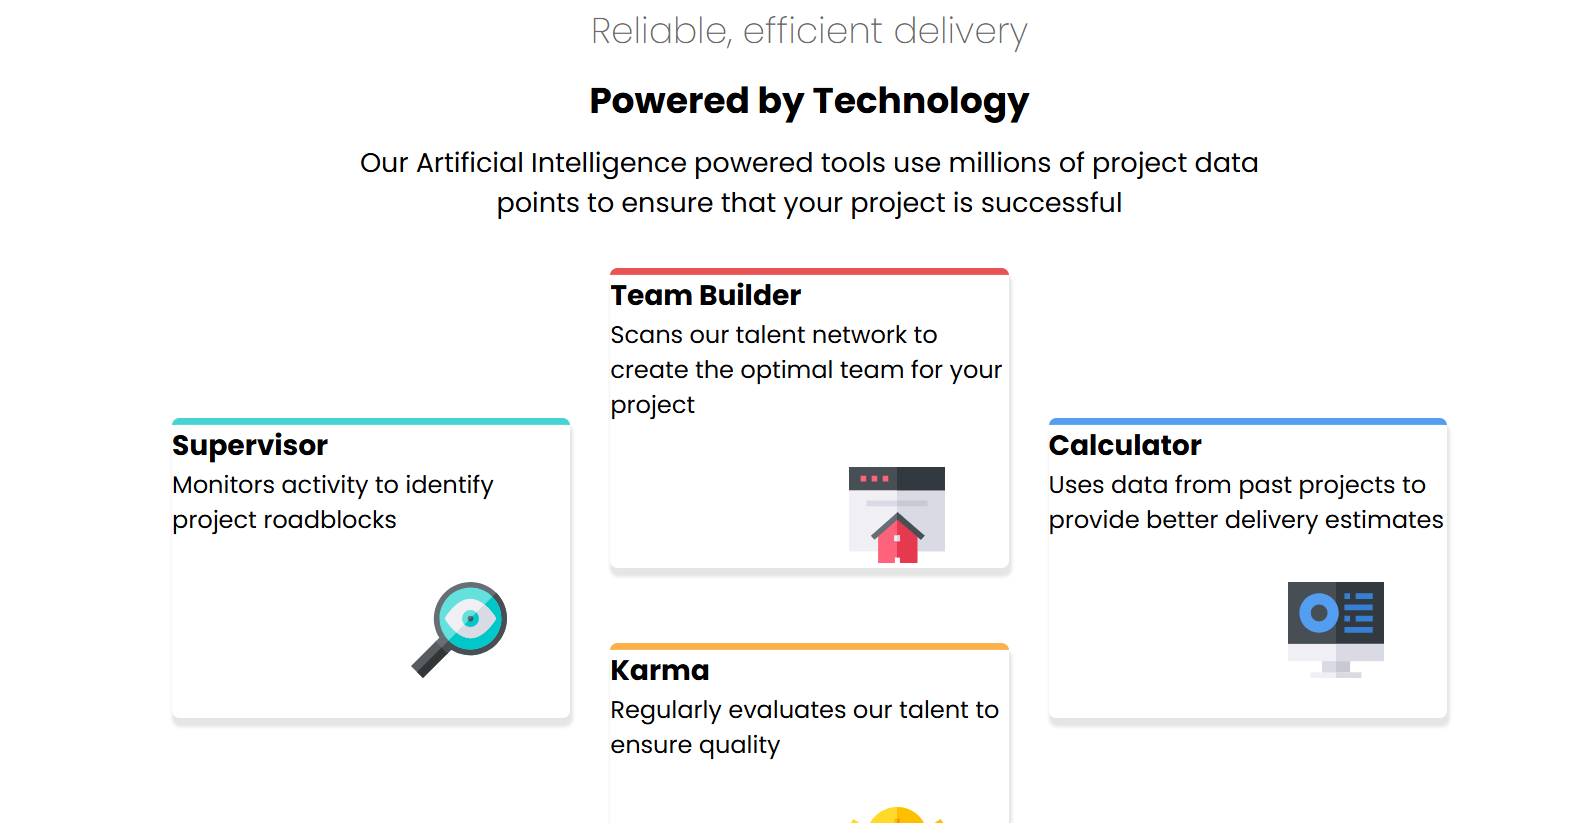 Reliable, efficient delivery
Powered by Technology
Our Artificial Intelligence powered tools use millions of project data
points to ensure that your project is successful
Team Builder
Scans our talent network to
create the optimal team for your
project
Supervisor
Monitors activity to identify
project roadblocks
Calculator
Uses data from past projects to
provide better delivery estimates
Karma
Regularly evaluates our talent to
ensure quality